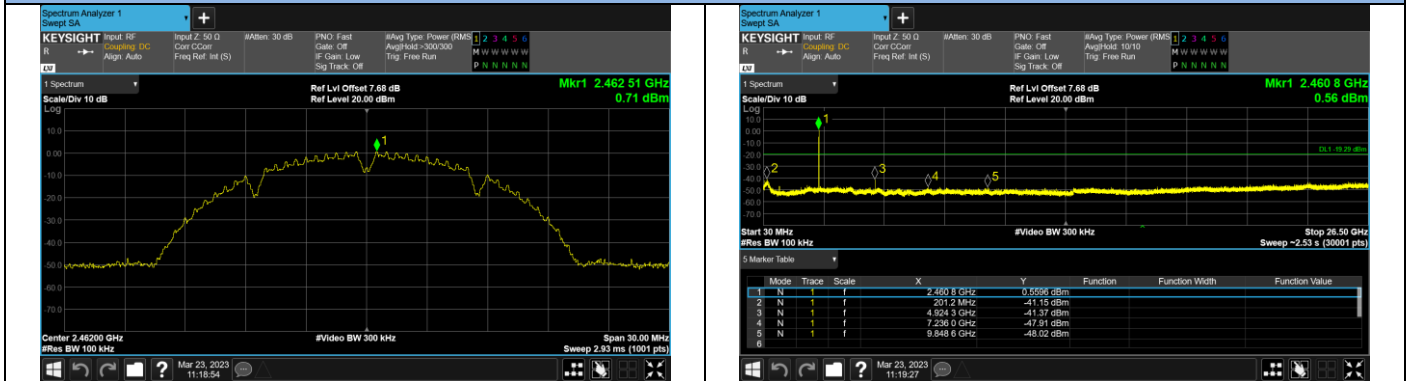 Spectrum Analyzer 1
Swept SA
+
KEYSIGHT Input: RF Input Z: 50 Ω #Atten: 30 dB PNO: Fast #Avg Type: Power (RMS 1 2 3 4 5 6
R Coupling: DC Corr CCorr Gate: Off Avg|Hold:>300/300 M W W W W W
Align: Auto Freq Ref: Int (S) IF Gain: Low Trig: Free Run
LXI Sig Track: Off P N N N N N
1 Spectrum Ref Lvl Offset 7.68 dB Mkr1 2.462 51 GHz
Scale/Div 10 dB Ref Level 20.00 dBm 0.71 dBm
Log
10.0
1
0.00
-10.0
-20.0
-30.0
-40.0
-50.0
-60.0
-70.0
Center 2.46200 GHz #Video BW 300 kHz Span 30.00 MHz
#Res BW 100 kHz Sweep 2.93 ms (1001 pts)
? Mar 23, 2023
11:18:54
Spectrum Analyzer 1
Swept SA
+
KEYSIGHT Input: RF Input Z: 50 Ω #Atten: 30 dB PNO: Fast #Avg Type: Power (RMS 1 2 3 4 5 6
R Coupling: DC Corr CCorr Gate: Off Avg|Hold: 10/10 M W W W W W
Align: Auto Freq Ref: Int (S) IF Gain: Low Trig: Free Run
LXI Sig Track: Off P N N N N N
1 Spectrum Ref Lvl Offset 7.68 dB Mkr1 2.460 8 GHz
Scale/Div 10 dB Ref Level 20.00 dBm 0.56 dBm
Log
10.0 1
0.00
-10.0
-20.0 DL1 -19.29 dBm
-30.0 2 3
-40.0 4 5
-50.0
-60.0
-70.0
Start 30 MHz #Video BW 300 kHz Stop 26.50 GHz
#Res BW 100 kHz Sweep ~2.53 s (30001 pts)
5 Marker Table
Mode Trace Scale X Y Function Function Width Function Value
1 N 1 f 2.460 8 GHz 0.5596 dBm
2 N 1 f 201.2 MHz -41.15 dBm
3 N 1 f 4.924 3 GHz -41.37 dBm
4 N 1 f 7.236 0 GHz -47.91 dBm
5 N 1 f 9.848 6 GHz -48.02 dBm
6
? Mar 23, 2023
11:19:27